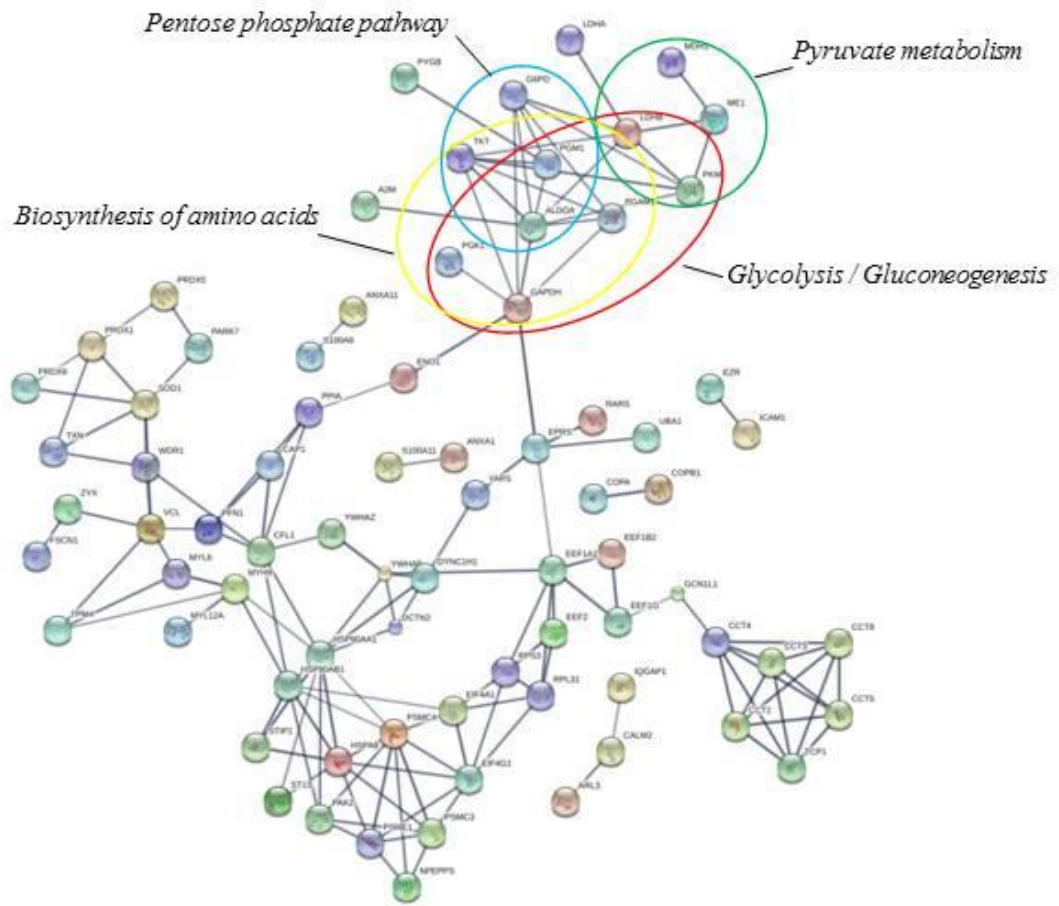 Pentose phosphate pathway
LDHA
MDH1
Pyruvate metabolism
PYGB
G6PD
ME1
LDHB
TKT
PGM1
PKM
A2M
PGAM1
ALDOA
Biosynthesis of amino acids
PGK1
Glycolysis / Gluconeogenesis
GAPDH
PRDX5
ANXA11
PRDX1
PARK7
S100A6
ENO1
PRDX6
SOD1
EZR
PPIA
RARS
ICAM1
TXN
WDR1
CAP1
S100A11
ANXA1
EPRS
UBA1
YARS
COPA
COPB1
ZYX
VCL
PFN1
FSCN1
CFL1
YWHAZ
EEF1B2
MYL6
MYH9
DYNC1H1
EEF1A1
GCN1L1
TPM4
MYL12A
DCTN2
EEF2
EEF1G
CCT4
CCT8
HSP90AA1
CCT3
HSP90AB1
RPS3
RPL31
IQGAP1
EIF4A1
CCT2
CCT5
STIP1
PSMC4
CALM2
HSPA8
EIF4G1
TCP1
ST13
ARL3
PAK2
PSMC3
PSME1
NPEPPS